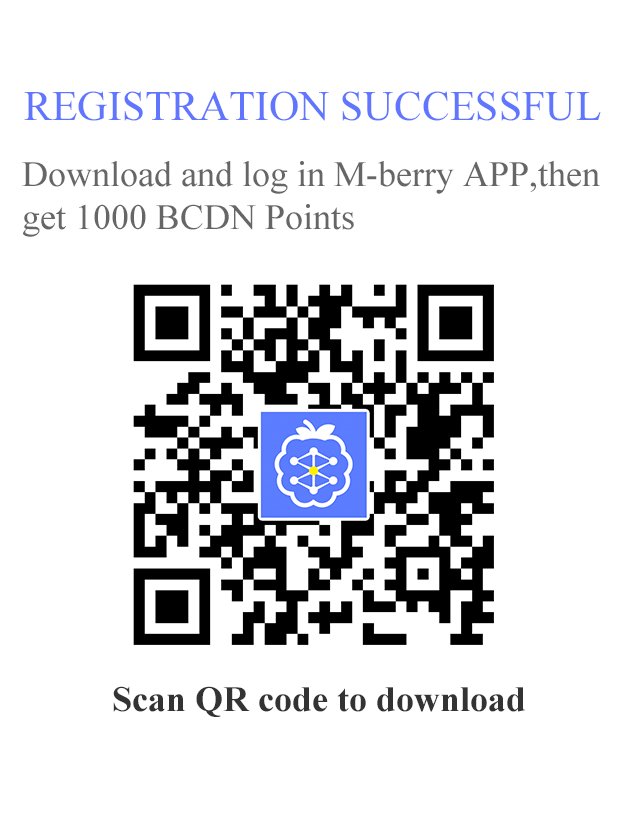 REGISTRATION SUCCESSFUL
Download and log in M-berry APP,then
get 1000 BCDN Points
Scan QR code to download